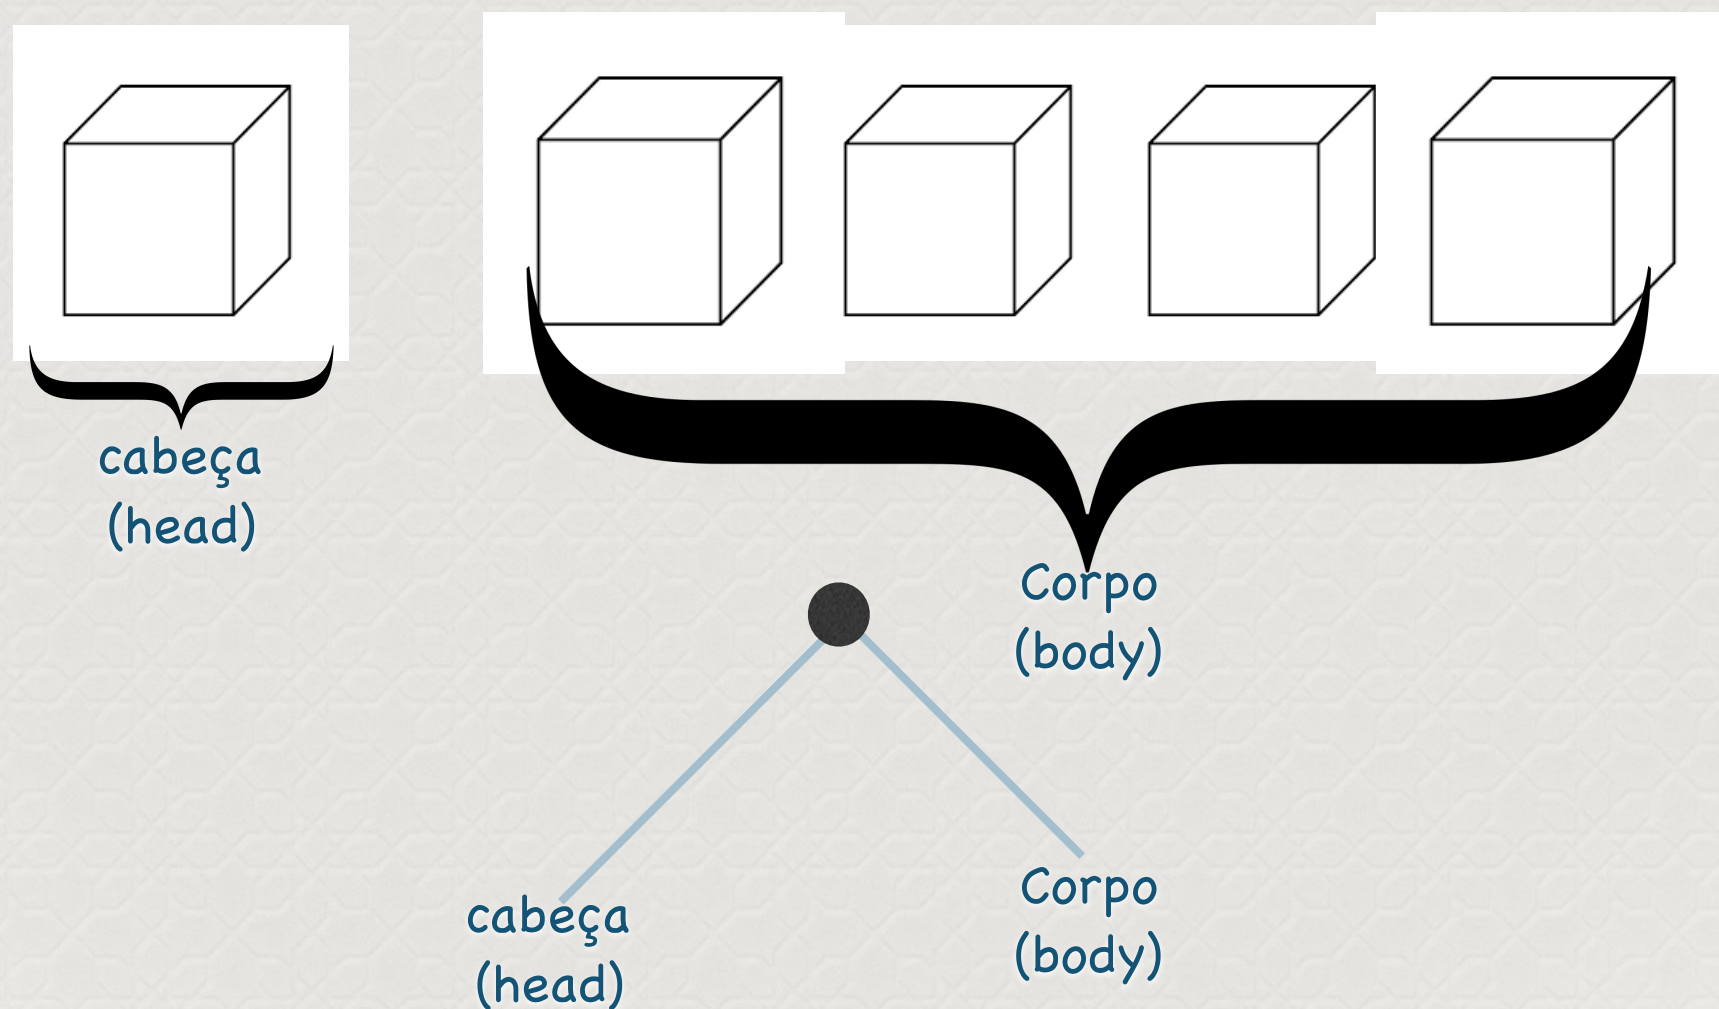 cabeça
(head)
Corpo
(body)
cabeça
(head)
Corpo
(body)